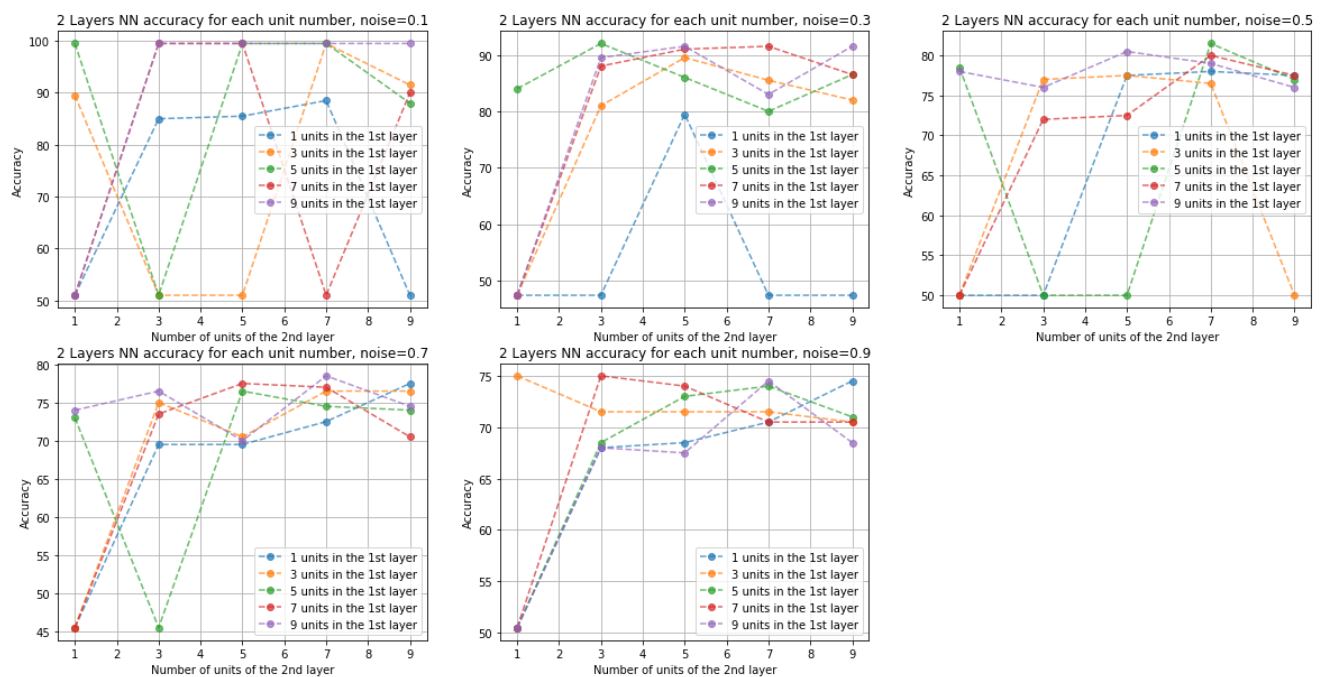 2 Layers NN accuracy for each unit number, noise=0.1
100
90
80
70
60
50
Accuracy
1 2 3 4 5 6 7 8 9
Number of units of the 2nd layer
1 units in the 1st layer
3 units in the 1st layer
5 units in the 1st layer
7 units in the 1st layer
9 units in the 1st layer
2 Layers NN accuracy for each unit number, noise=0.3
90
80
70
60
50
Accuracy
1 2 3 4 5 6 7 8 9
Number of units of the 2nd layer
1 units in the 1st layer
3 units in the 1st layer
5 units in the 1st layer
7 units in the 1st layer
9 units in the 1st layer
2 Layers NN accuracy for each unit number, noise=0.5
80
75
70
65
60
55
50
Accuracy
1 2 3 4 5 6 7 8 9
Number of units of the 2nd layer
1 units in the 1st layer
3 units in the 1st layer
5 units in the 1st layer
7 units in the 1st layer
9 units in the 1st layer
2 Layers NN accuracy for each unit number, noise=0.7
80
75
70
65
60
55
50
45
Accuracy
1 2 3 4 5 6 7 8 9
Number of units of the 2nd layer
1 units in the 1st layer
3 units in the 1st layer
5 units in the 1st layer
7 units in the 1st layer
9 units in the 1st layer
2 Layers NN accuracy for each unit number, noise=0.9
75
70
65
60
55
50
Accuracy
1 2 3 4 5 6 7 8 9
Number of units of the 2nd layer
1 units in the 1st layer
3 units in the 1st layer
5 units in the 1st layer
7 units in the 1st layer
9 units in the 1st layer